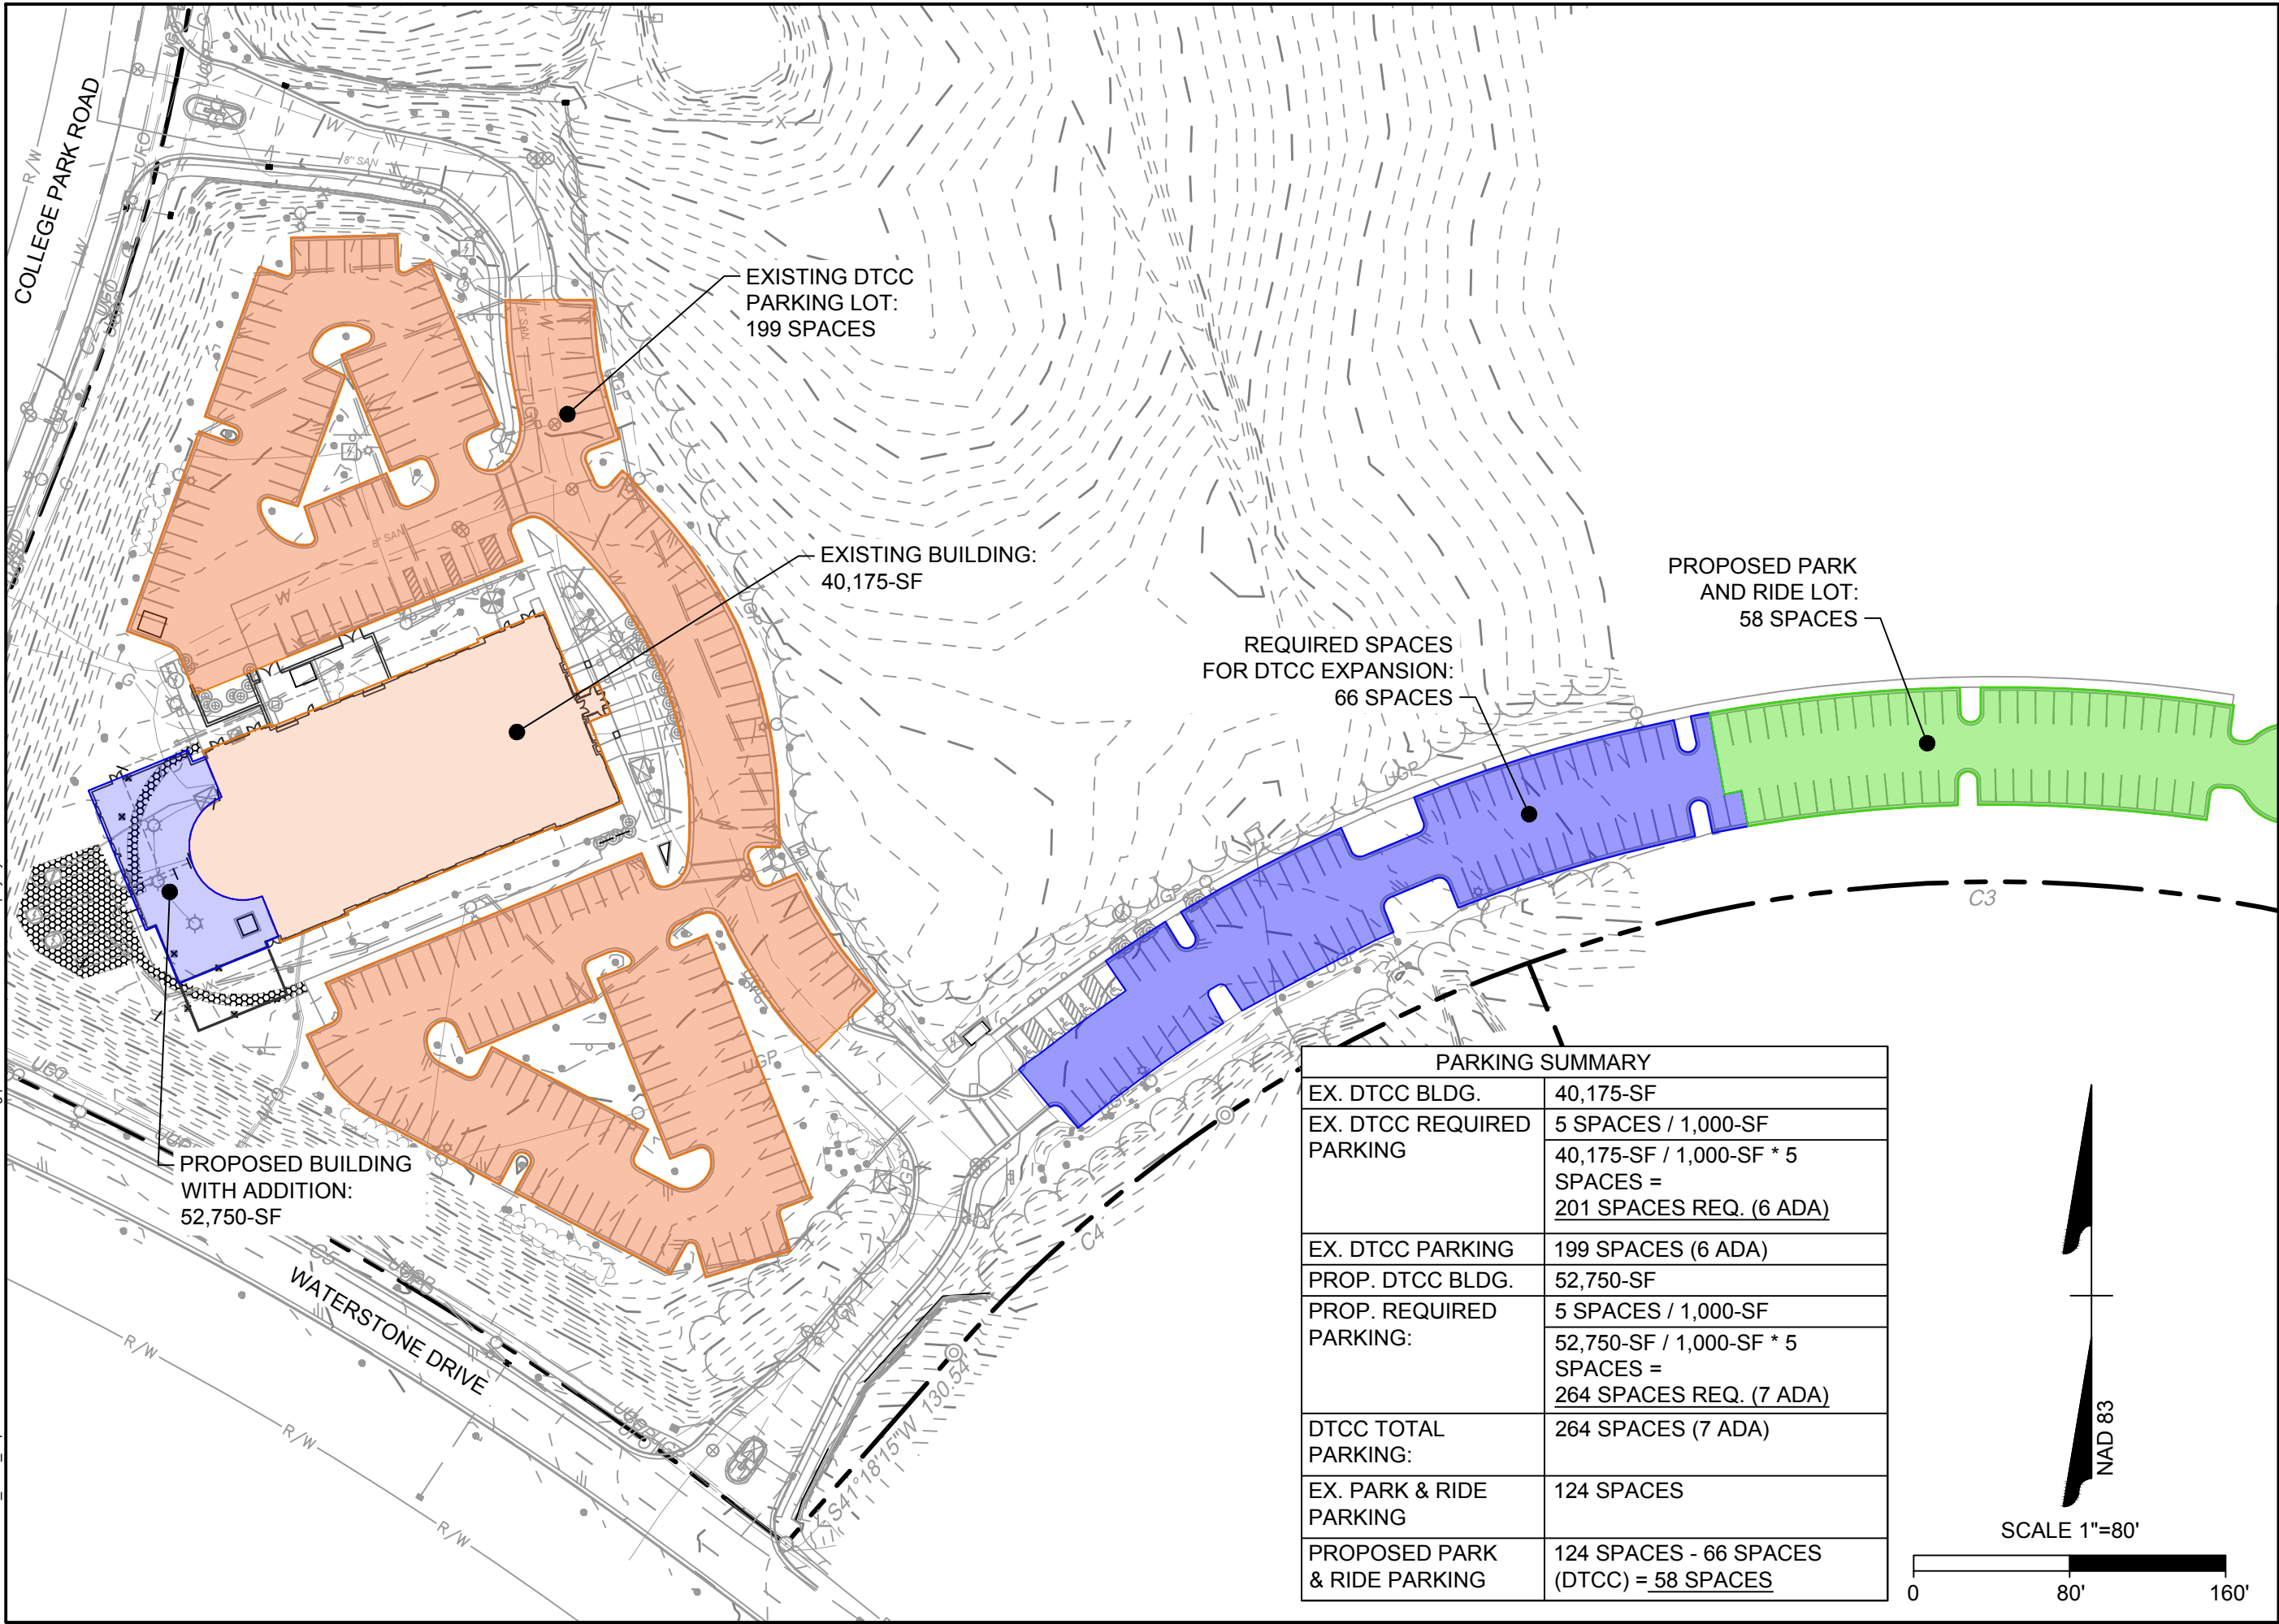 COLLEGE PARK ROAD
R/W
8" SAN
EXISTING DTCC
PARKING LOT:
199 SPACES
8" SAN
EXISTING BUILDING:
40,175-SF
PROPOSED PARK
AND RIDE LOT:
58 SPACES
REQUIRED SPACES
FOR DTCC EXPANSION:
66 SPACES
UGP
UGP
C3
C4
PROPOSED BUILDING
WITH ADDITION:
52,750-SF
C5
WATERSTONE DRIVE
R/W
R/W
R/W
S41°18'15"W 130.54'
PARKING SUMMARY
EX. DTCC BLDG.
40,175-SF
EX. DTCC REQUIRED
PARKING
5 SPACES / 1,000-SF
40,175-SF / 1,000-SF * 5
SPACES =
201 SPACES REQ. (6 ADA)
EX. DTCC PARKING
199 SPACES (6 ADA)
PROP. DTCC BLDG.
52,750-SF
PROP. REQUIRED
PARKING:
5 SPACES / 1,000-SF
52,750-SF / 1,000-SF * 5
SPACES =
264 SPACES REQ. (7 ADA)
DTCC TOTAL
PARKING:
264 SPACES (7 ADA)
EX. PARK & RIDE
PARKING
124 SPACES
PROPOSED PARK
& RIDE PARKING
124 SPACES - 66 SPACES
(DTCC) = 58 SPACES
NAD 83
SCALE 1"=80'
0
80'
160'